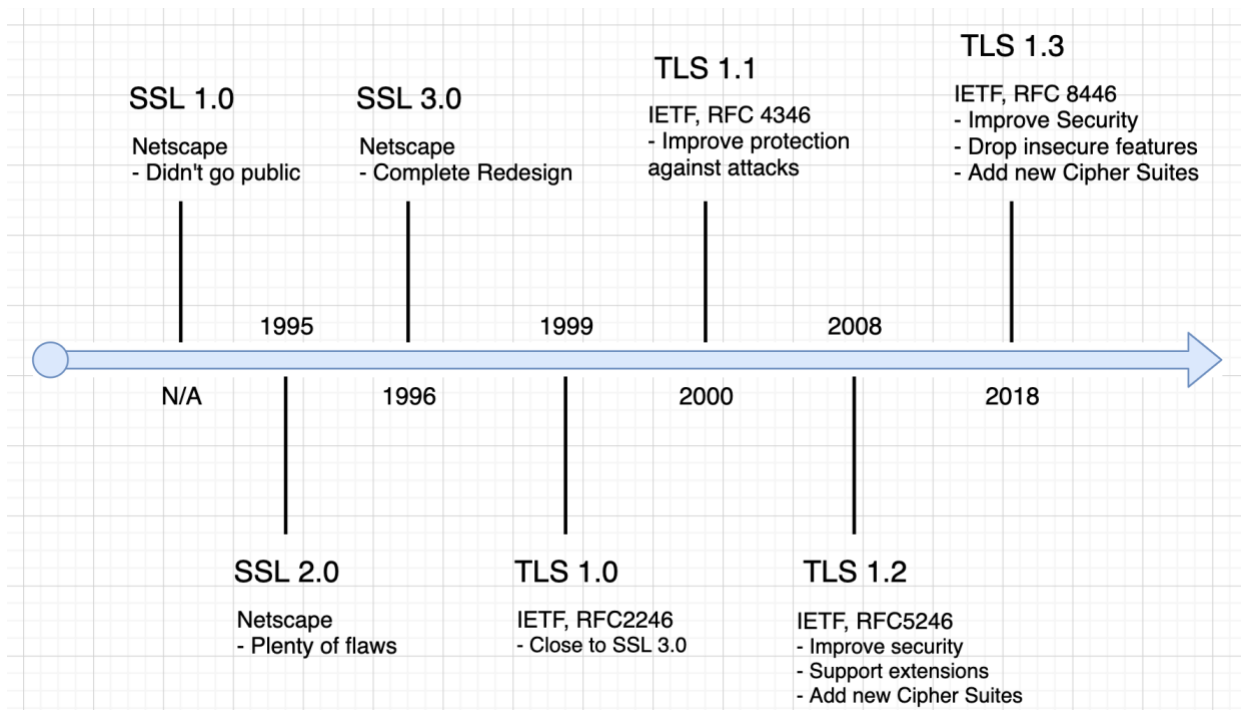 SSL 1.0
Netscape
- Didn't go public
SSL 3.0
Netscape
- Complete Redesign
TLS 1.1
IETF, RFC 4346
- Improve protection
against attacks
TLS 1.3
IETF, RFC 8446
- Improve Security
- Drop insecure features
- Add new Cipher Suites
1995
1999
2008
N/A
1996
2000
2018
SSL 2.0
Netscape
- Plenty of flaws
TLS 1.0
IETF, RFC2246
- Close to SSL 3.0
TLS 1.2
IETF, RFC5246
- Improve security
- Support extensions
- Add new Cipher Suites